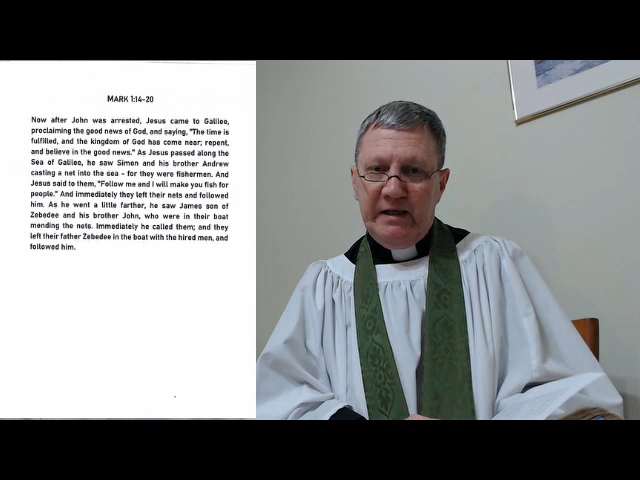 MARK 1:14-20
Now after John was arrested, Jesus came to Galilee,
proclaiming the good news of God, and saying, "The time is
fulfilled, and the kingdom of God has come near; repent,
and believe in the good news." As Jesus passed along the
Sea of Galilee, he saw Simon and his brother Andrew
casting a net into the sea - for they were fishermen. And
Jesus said to them, "Follow me and I will make you fish for
people." And immediately they left their nets and followed
him. As he went a little farther, he saw James son of
Zebedee and his brother John, who were in their boat
mending the nets. Immediately he called them; and they
left their father Zebedee in the boat with the hired men, and
followed him.